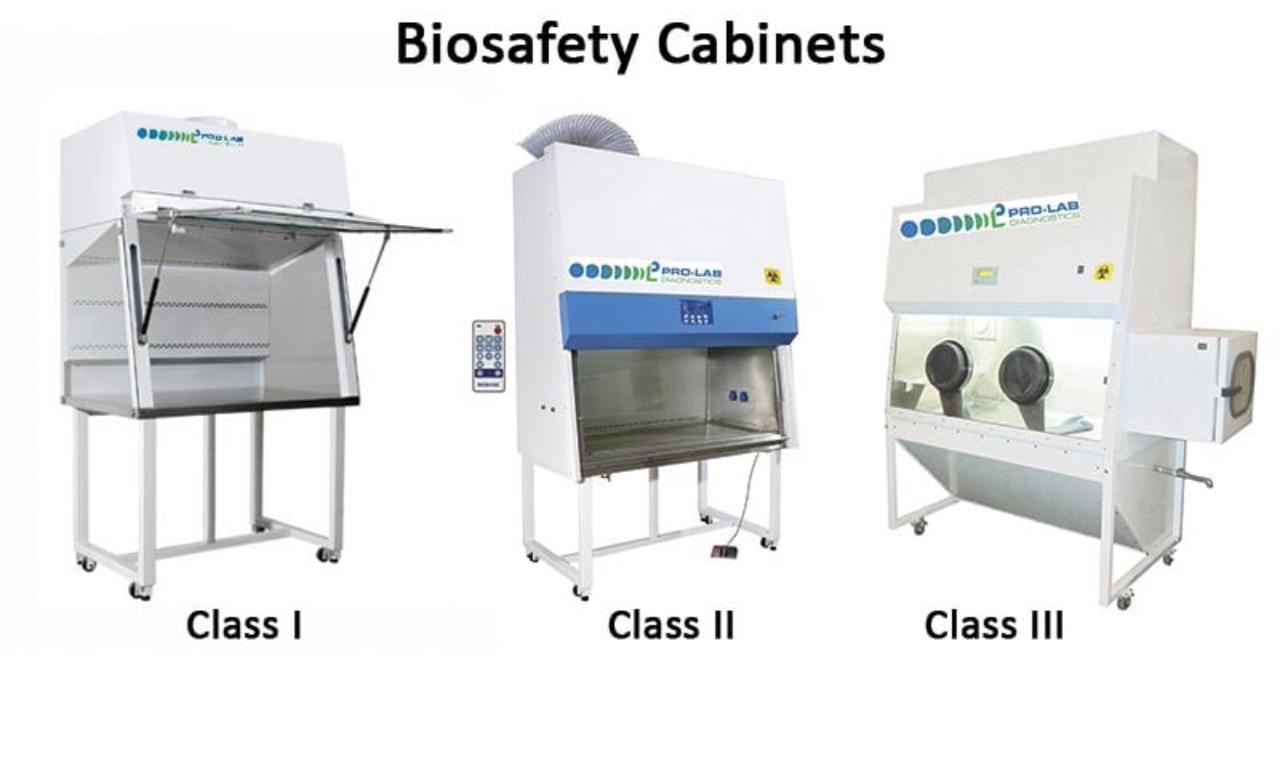 Biosafety Cabinets
PRO-LAB
PRO-LAB
DIAGNOSTICS
PRO-LAB
DIAGNOSTICS
Class I
Class II
Class III